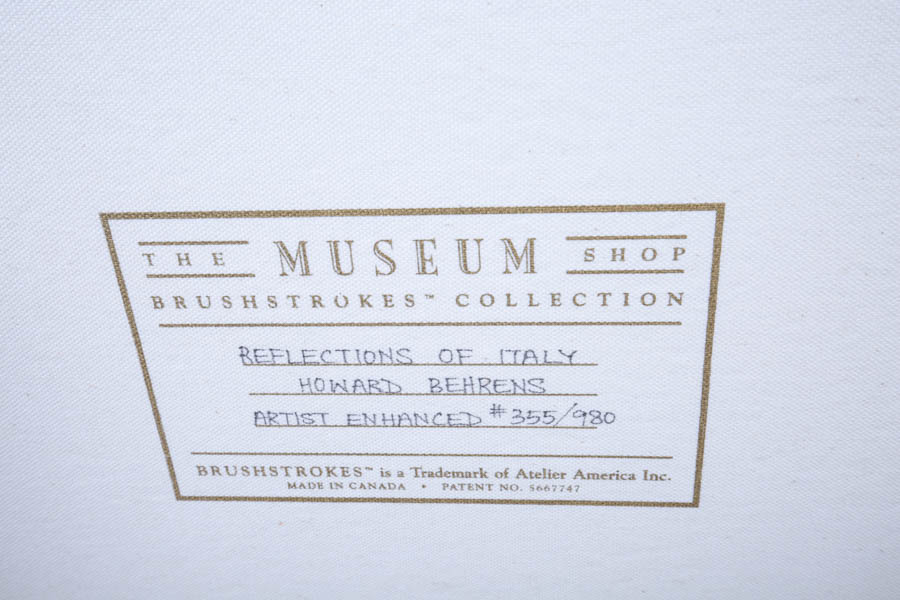 THE MUSEUM SHOP
BRUSHSTROKES™ COLLECTION
REFLECTIONS OF ITALY
HOWARD BEHRENS
ARTIST ENHANCED #355/980
BRUSHSTROKES™ is a Trademark of Atelier America Inc.
MADE IN CANADA • PATENT NO. 5667747